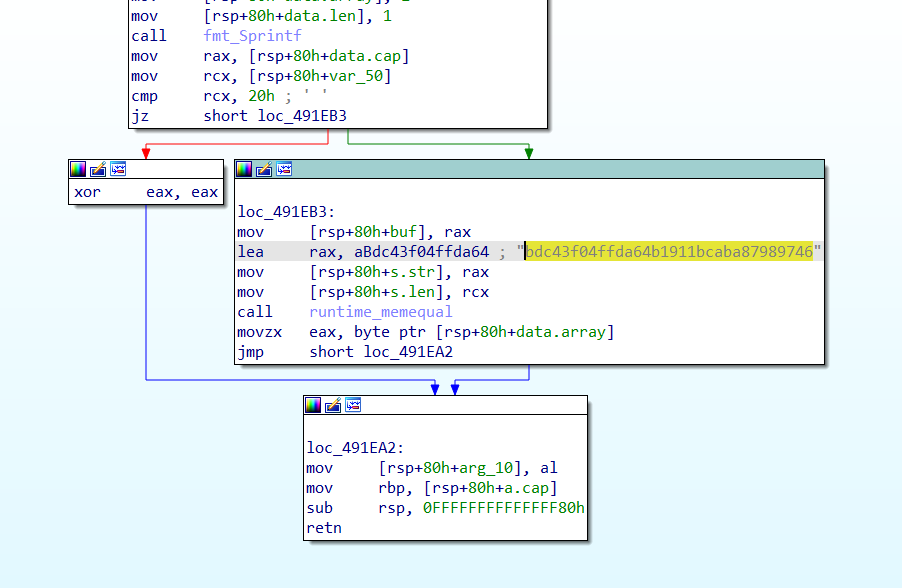 mov [rsp+80h+data.len], 1
call fmt_Sprintf
mov rax, [rsp+80h+data.cap]
mov rcx, [rsp+80h+var_50]
cmp rcx, 20h ; ' '
jz short loc_491EB3
xor eax, eax
loc_491EB3:
mov [rsp+80h+buf], rax
lea rax, aBdc43f04ffda64 ; "bdc43f04ffda64b1911bcaba87989746"
mov [rsp+80h+s.str], rax
mov [rsp+80h+s.len], rcx
call runtime_memequal
movzx eax, byte ptr [rsp+80h+data.array]
jmp short loc_491EA2
loc_491EA2:
mov [rsp+80h+arg_10], al
mov rbp, [rsp+80h+a.cap]
sub rsp, 0FFFFFFFFFFFFFF80h
retn